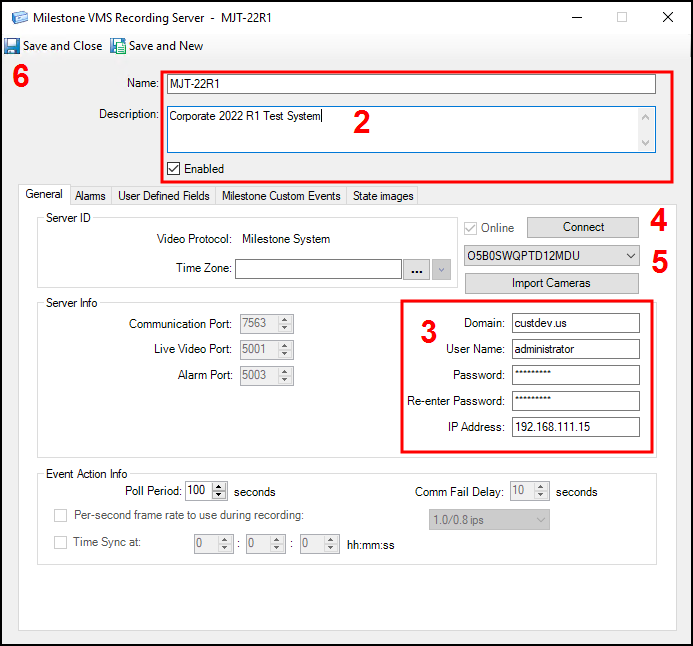 Milestone VMS Recording Server - MJT-22R1
Save and Close Save and New
6
Name: MJT-22R1
Description: Corporate 2022 R1 Test System
2
Enabled
General Alarms User Defined Fields Milestone Custom Events State images
Server ID
Video Protocol: Milestone System
Time Zone: ...
Online Connect 4
O5B0SWQPTD12MDU 5
Import Cameras
Server Info
Communication Port: 7563
Live Video Port: 5001
Alarm Port: 5003
3
Domain: custdev.us
User Name: administrator
Password: *********
Re-enter Password: *********
IP Address: 192.168.111.15
Event Action Info
Poll Period: 100 seconds
Comm Fail Delay: 10 seconds
Per-second frame rate to use during recording: 1.0/0.8 ips
Time Sync at: 0 : 0 : 0 hh:mm:ss